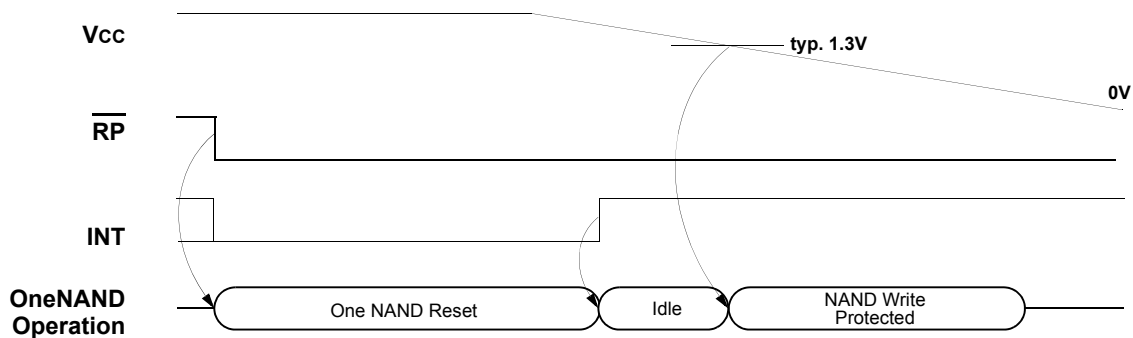 Vcc
typ. 1.3V
0V
RP
INT
OneNAND
Operation
One NAND Reset
Idle
NAND Write
Protected